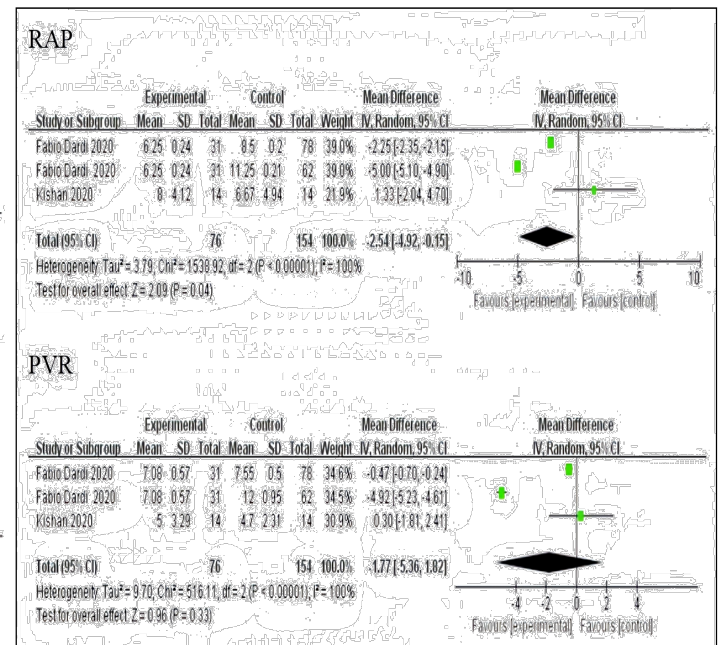 RAP
Experimental Control Mean Difference Mean Difference
Study or Subgroup Mean SD Total Mean SD Total Weight IV, Random, 95% CI IV, Random, 95% CI
Fabio Dardi 2020 6.25 0.24 31 8.5 0.2 78 39.0% -2.25 [-2.35, -2.15]
Fabio Dardi 2020 6.25 0.24 31 11.25 0.21 62 39.0% -5.00 [-5.10, -4.90]
Kishan 2020 8 4.12 14 6.67 4.94 14 21.9% 1.33 [-2.04, 4.70]
Total (95% CI) 76 154 100.0% -2.54 [-4.92, -0.15]
Heterogeneity: Tau² = 3.79; Chi² = 1538.92, df = 2 (P < 0.00001); I² = 100%
Test for overall effect: Z = 2.09 (P = 0.04)
-10 -5 0 5 10
Favours [experimental] Favours [control]
PVR
Experimental Control Mean Difference Mean Difference
Study or Subgroup Mean SD Total Mean SD Total Weight IV, Random, 95% CI IV, Random, 95% CI
Fabio Dardi 2020 7.08 0.57 31 7.55 0.5 78 34.6% -0.47 [-0.70, -0.24]
Fabio Dardi 2020 7.08 0.57 31 12 0.95 62 34.5% -4.92 [-5.23, -4.61]
Kishan 2020 5 3.29 14 4.7 2.31 14 30.9% 0.30 [-1.81, 2.41]
Total (95% CI) 76 154 100.0% -1.77 [-5.36, 1.82]
Heterogeneity: Tau² = 9.70; Chi² = 516.11, df = 2 (P < 0.00001); I² = 100%
Test for overall effect: Z = 0.96 (P = 0.33)
-4 -2 0 2 4
Favours [experimental] Favours [control]